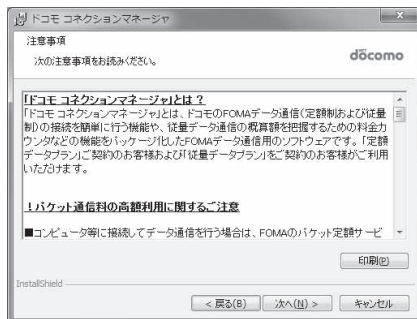 ドコモ コネクションマネージャ
注意事項
次の注意事項をお読みください。
döcomo
「ドコモ コネクションマネージャ」とは？
「ドコモ コネクションマネージャ」とは、ドコモのFOMAデータ通信（定額制および従量
制）の接続を簡単に行う機能や、従量データ通信の概算額を把握するための料金カ
ウンタなどの機能をパッケージ化したFOMAデータ通信用のソフトウェアです。「定額
データプラン」ご契約のお客様および「従量データプラン」をご契約のお客様がご利用
いただけます。
！パケット通信料の高額利用に関するご注意
■コンピュータ等に接続してデータ通信を行う場合は、FOMAのパケット定額サービ
印刷(P)
InstallShield
< 戻る(B)
次へ(N) >
キャンセル